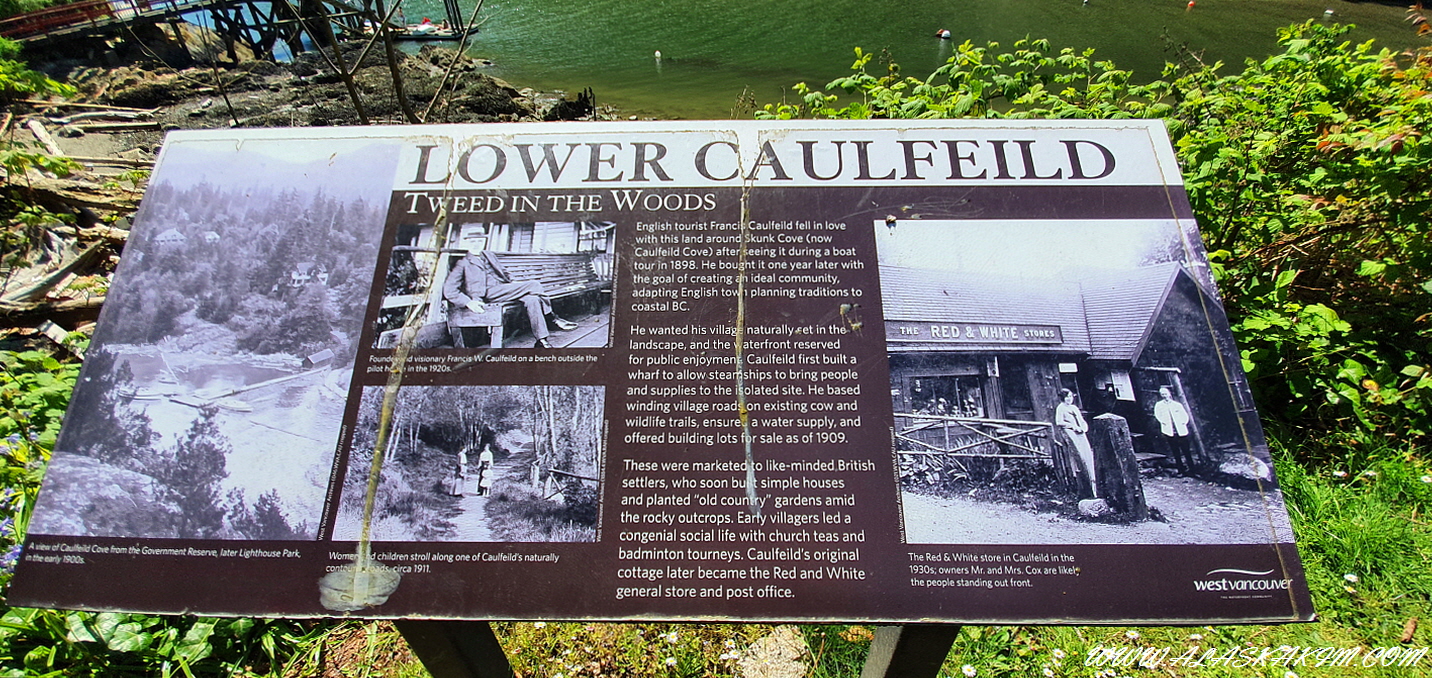 LOWER CAULFEILD
TWEED IN THE WOODS
Founder and visionary Francis W. Caulfeild on a bench outside the
pilot house in the 1920s.
English tourist Francis Caulfeild fell in love
with this land around Skunk Cove (now
Caulfeild Cove) after seeing it during a boat
tour in 1898. He bought it one year later with
the goal of creating an ideal community,
adapting English town planning traditions to
coastal BC.
He wanted his village naturally set in the
landscape, and the waterfront reserved
for public enjoyment. Caulfeild first built a
wharf to allow steamships to bring people
and supplies to the isolated site. He based
winding village roads on existing cow and
wildlife trails, ensured a water supply, and
offered building lots for sale as of 1909.
These were marketed to like-minded British
settlers, who soon built simple houses
and planted "old country" gardens amid
the rocky outcrops. Early villagers led a
congenial social life with church teas and
badminton tourneys. Caulfeild's original
cottage later became the Red and White
general store and post office.
THE RED & WHITE STORES
A view of Caulfeild Cove from the Government Reserve, later Lighthouse Park,
in the early 1900s.
Women and children stroll along one of Caulfeild's naturally
contoured roads, circa 1911.
The Red & White store in Caulfeild in the
1930s; owners Mr. and Mrs. Cox are likely
the people standing out front.
westvancouver
WWW.ALASKAKIM.COM